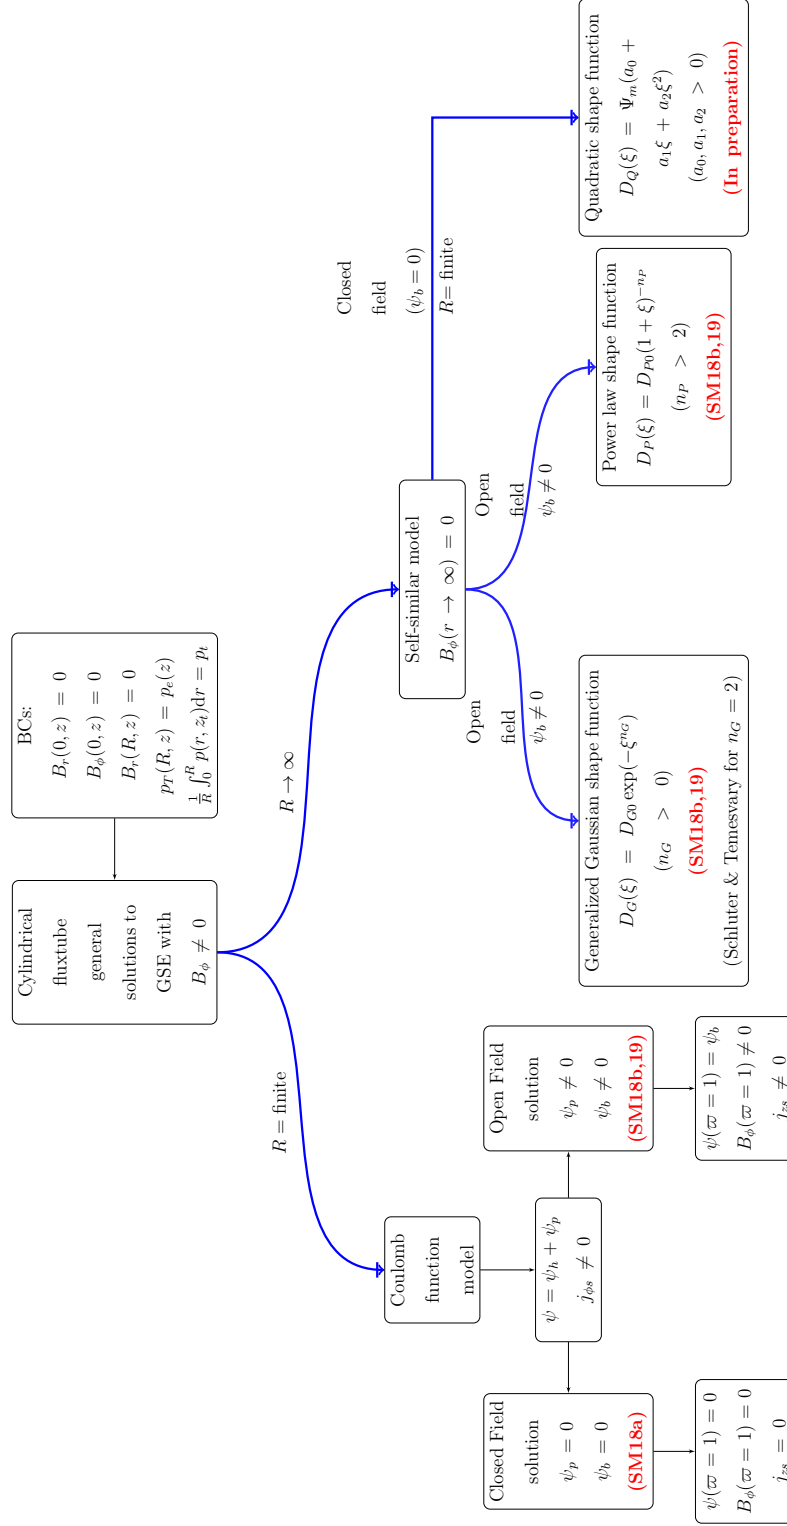 Cylindrical
fluxtube
general
solutions to
GSE with
$B_\phi \neq 0$
BCs:
$B_r(0, z) = 0$
$B_\phi(0, z) = 0$
$B_r(R, z) = 0$
$p_T(R, z) = p_e(z)$
$\frac{1}{R} \int_0^R p(r, z_t) \mathrm{d}r = p_t$
$R = $ finite
$R \to \infty$
Coulomb
function
model
Self-similar model
$B_\phi(r \to \infty) = 0$
Closed
field
$(\psi_b = 0)$
$R = $ finite
Open
field
$\psi_b \neq 0$
Open
field
$\psi_b \neq 0$
$\psi = \psi_h + \psi_p$
$j_{\phi s} \neq 0$
Closed Field
solution
$\psi_p = 0$
$\psi_b = 0$
(SM18a)
Open Field
solution
$\psi_p \neq 0$
$\psi_b \neq 0$
(SM18b,19)
Generalized Gaussian shape function
$D_G(\xi) = D_{G0} \exp(-\xi^{n_G})$
$(n_G > 0)$
(SM18b,19)
(Schluter & Temesvary for $n_G = 2$)
Power law shape function
$D_P(\xi) = D_{P0}(1 + \xi)^{-n_P}$
$(n_P > 2)$
(SM18b,19)
Quadratic shape function
$D_Q(\xi) = \Psi_m(a_0 +$
$a_1\xi + a_2\xi^2)$
$(a_0, a_1, a_2 > 0)$
(In preparation)
$\psi(\varpi = 1) = 0$
$B_\phi(\varpi = 1) = 0$
$j_{zs} = 0$
$\psi(\varpi = 1) = \psi_b$
$B_\phi(\varpi = 1) \neq 0$
$j_{zs} \neq 0$